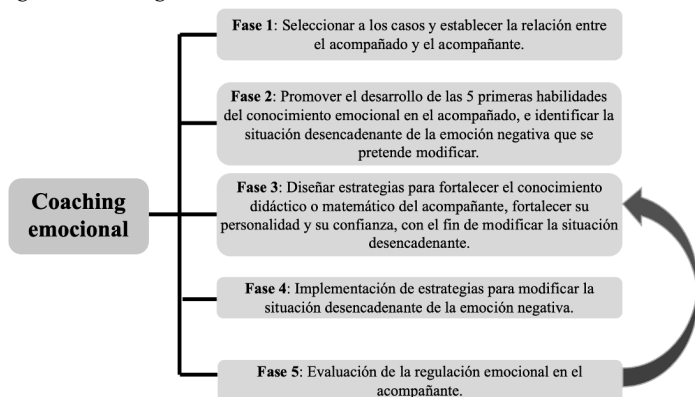 Fase 1: Seleccionar a los casos y establecer la relación entre
el acompañado y el acompañante.
Fase 2: Promover el desarrollo de las 5 primeras habilidades
del conocimiento emocional en el acompañado, e identificar la
situación desencadenante de la emoción negativa que se
pretende modificar.
Coaching
emocional
Fase 3: Diseñar estrategias para fortalecer el conocimiento
didáctico o matemático del acompañante, fortalecer su
personalidad y su confianza, con el fin de modificar la situación
desencadenante.
Fase 4: Implementación de estrategias para modificar la
situación desencadenante de la emoción negativa.
Fase 5: Evaluación de la regulación emocional en el
acompañante.